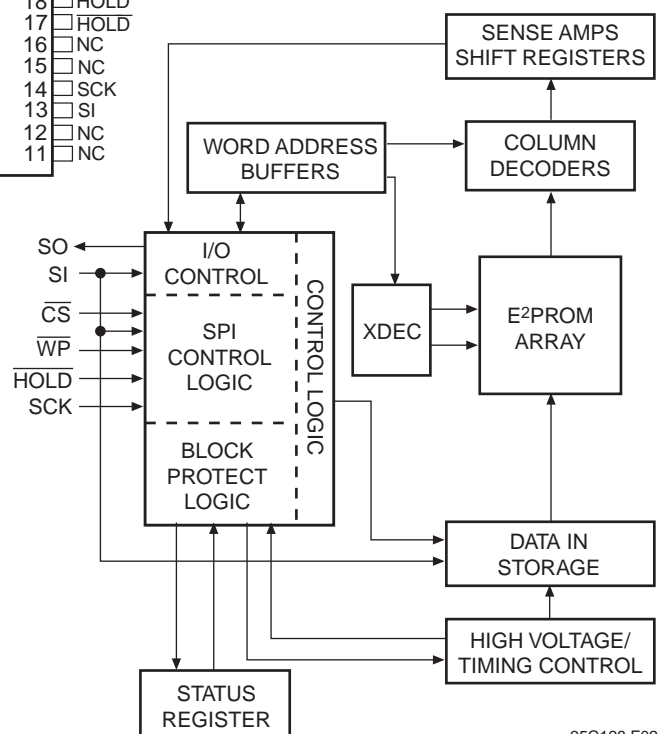 18 HOLD
17 HOLD
16 NC
15 NC
14 SCK
13 SI
12 NC
11 NC
SENSE AMPS
SHIFT REGISTERS
WORD ADDRESS
BUFFERS
COLUMN
DECODERS
SO
SI
CS
WP
HOLD
SCK
I/O
CONTROL
SPI
CONTROL
LOGIC
BLOCK
PROTECT
LOGIC
CONTROL LOGIC
XDEC
E²PROM
ARRAY
DATA IN
STORAGE
HIGH VOLTAGE/
TIMING CONTROL
STATUS
REGISTER